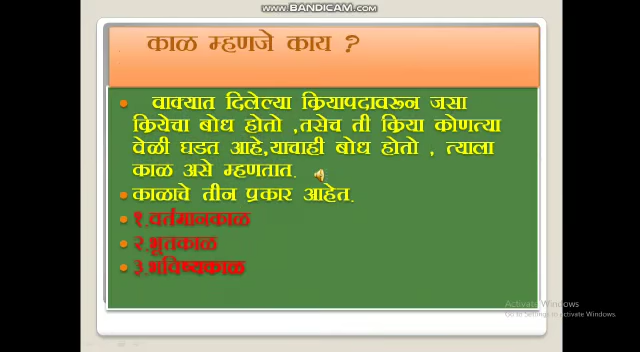 www.BANDICAM.com
काळ म्हणजे काय ?
वाक्यात दिलेल्या क्रियापदावरून जसा
क्रियेचा बोध होतो ,तसेच ती क्रिया कोणत्या
वेळी घडत आहे,याचाही बोध होतो , त्याला
काळ असे म्हणतात.
काळाचे तीन प्रकार आहेत.
१.वर्तमानकाळ
२.भूतकाळ
३.भविष्यकाळ
Activate Windows
Go to Settings to activate Windows.